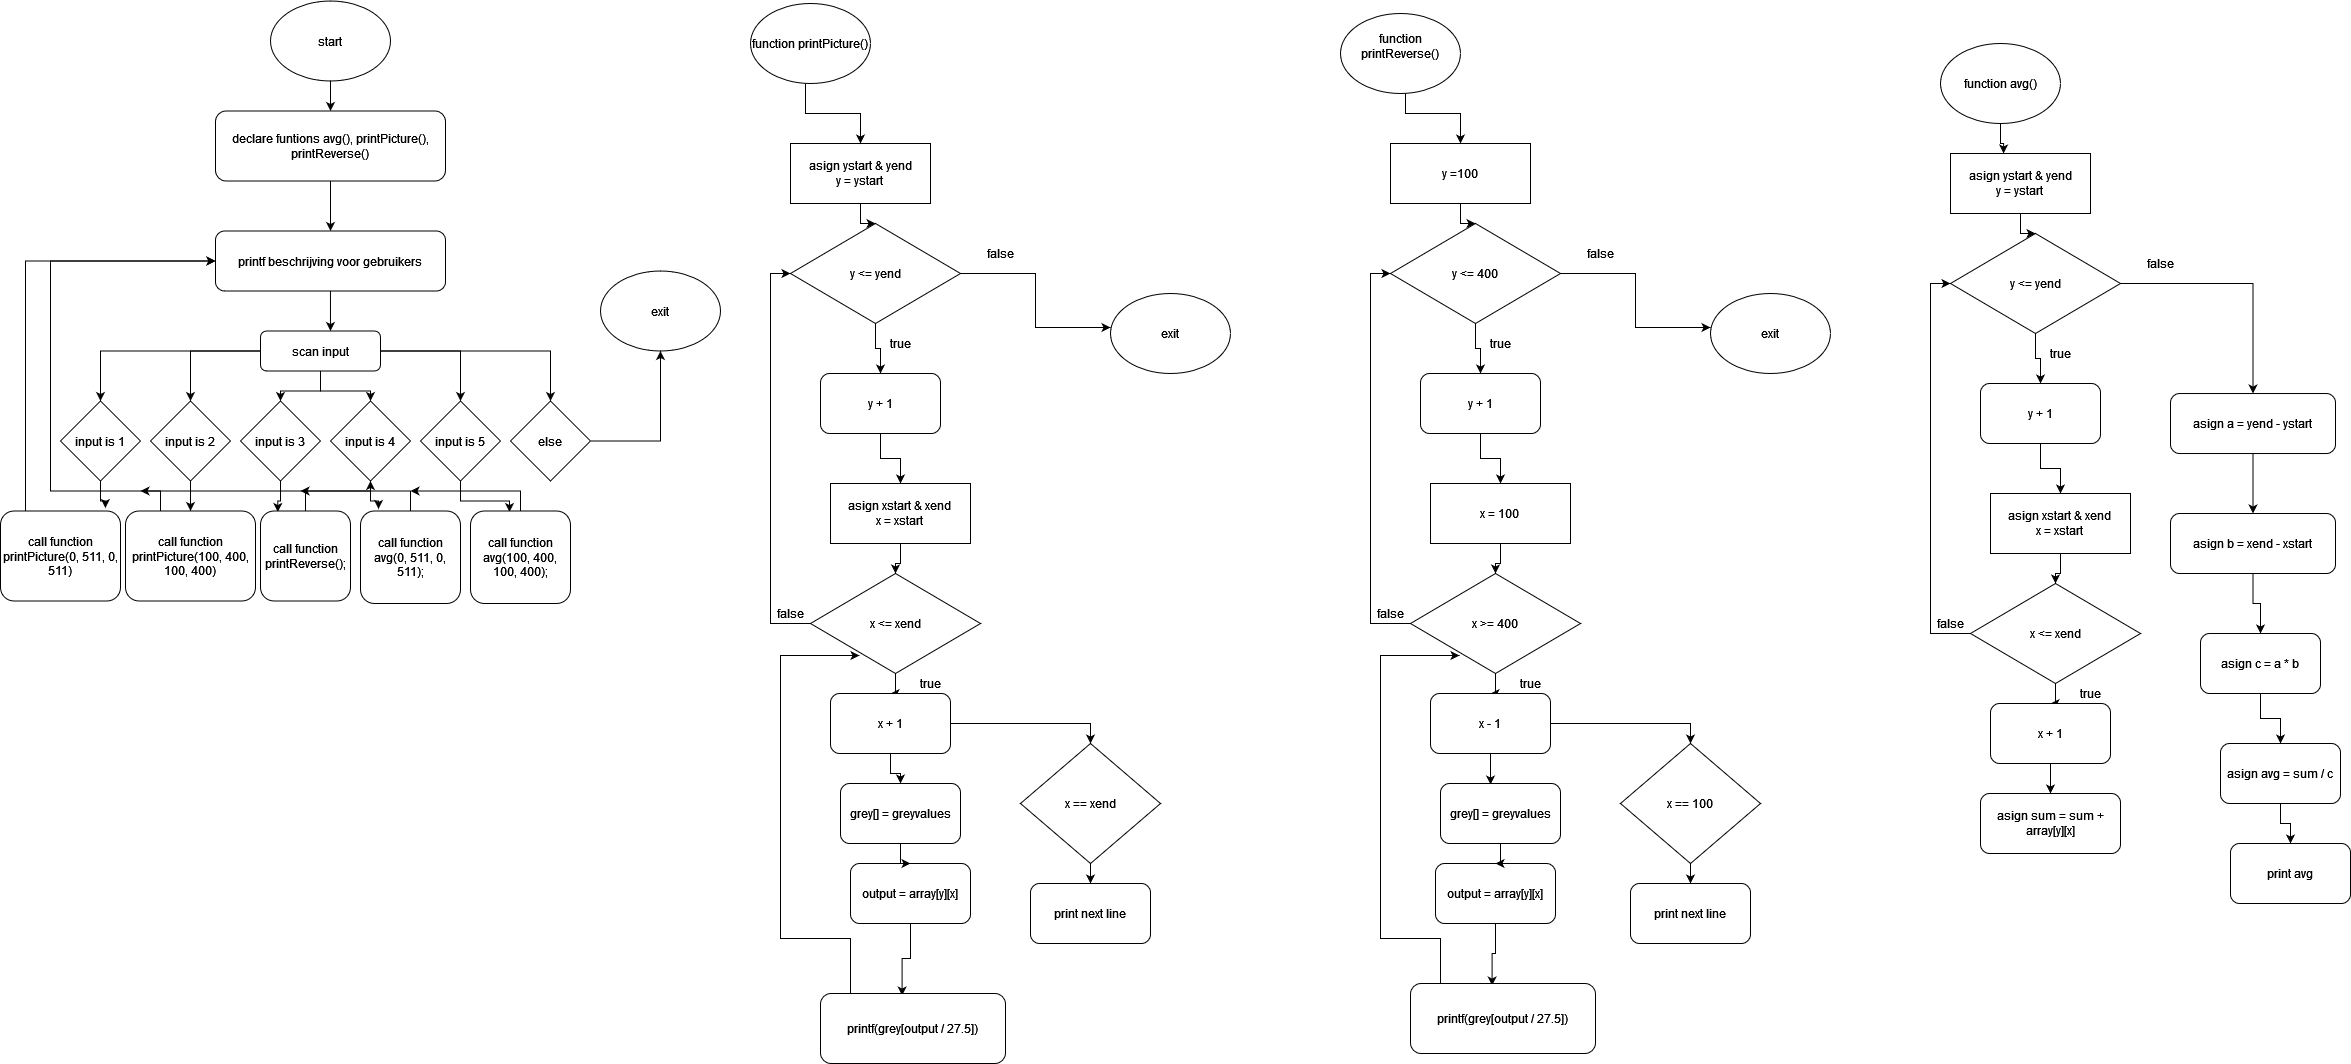 start
declare funtions avg(), printPicture(),
printReverse()
printf beschrijving voor gebruikers
scan input
exit
input is 1
input is 2
input is 3
input is 4
input is 5
else
call function
printPicture(0, 511, 0,
511)
call function
printPicture(100, 400,
100, 400)
call function
printReverse();
call function
avg(0, 511, 0,
511);
call function
avg(100, 400,
100, 400);
function printPicture()
asign ystart & yend
y = ystart
y <= yend
false
exit
true
y + 1
asign xstart & xend
x = xstart
x <= xend
false
true
x + 1
x == xend
grey[] = greyvalues
output = array[y][x]
print next line
printf(grey[output / 27.5])
function
printReverse()
y =100
y <= 400
false
exit
true
y + 1
x = 100
x >= 400
false
true
x - 1
x == 100
grey[] = greyvalues
output = array[y][x]
print next line
printf(grey[output / 27.5])
function avg()
asign ystart & yend
y = ystart
y <= yend
false
true
y + 1
asign xstart & xend
x = xstart
x <= xend
false
true
x + 1
asign sum = sum +
array[y][x]
asign a = yend - ystart
asign b = xend - xstart
asign c = a * b
asign avg = sum / c
print avg